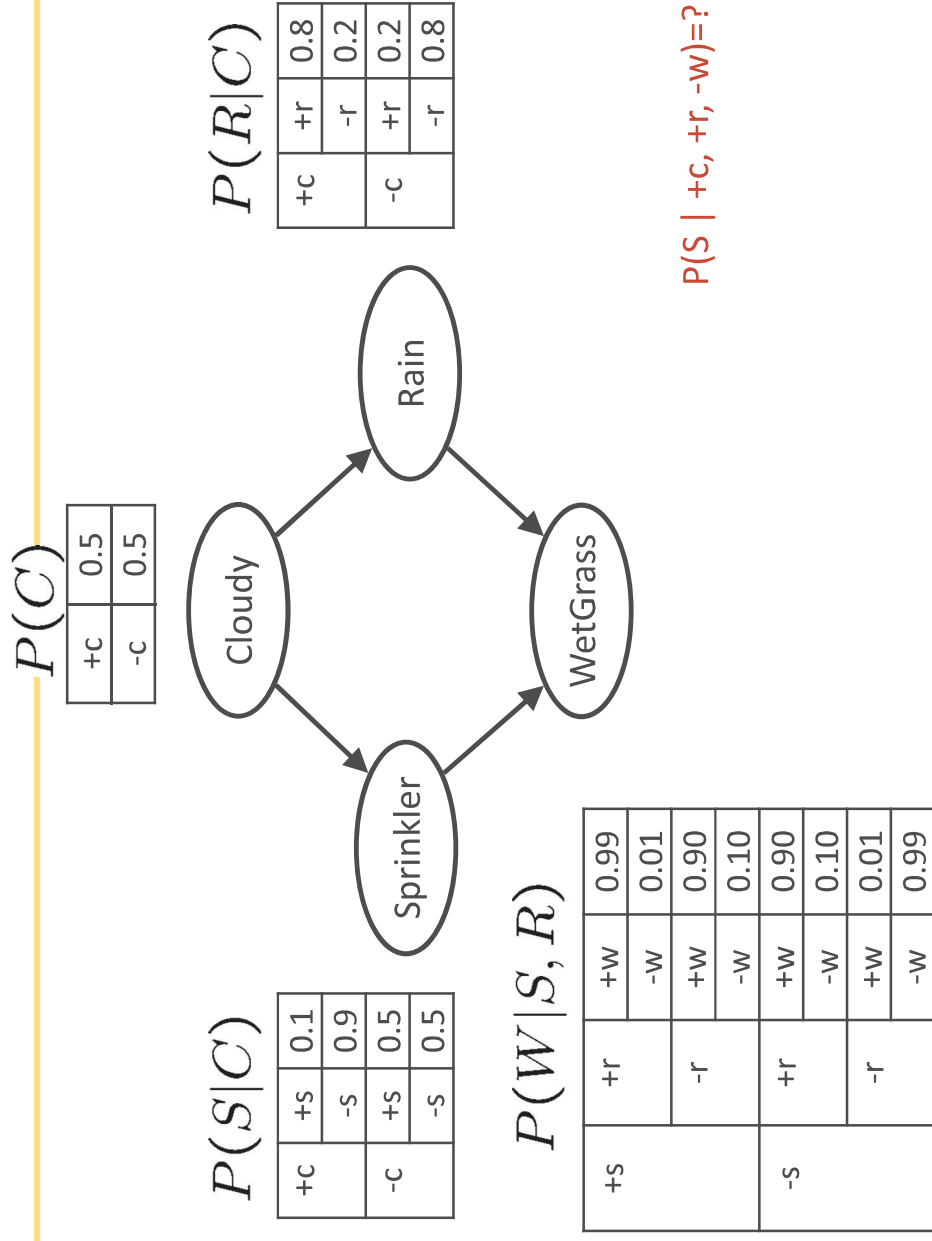 P(C)
+c 0.5
-c 0.5
Cloudy
P(S|C)
+c +s 0.1
-s 0.9
-c +s 0.5
-s 0.5
P(R|C)
+c +r 0.8
-r 0.2
-c +r 0.2
-r 0.8
Sprinkler
Rain
WetGrass
P(W|S, R)
+s +r +w 0.99
-w 0.01
-r +w 0.90
-w 0.10
-s +r +w 0.90
-w 0.10
-r +w 0.01
-w 0.99
P(S | +c, +r, -w)=?